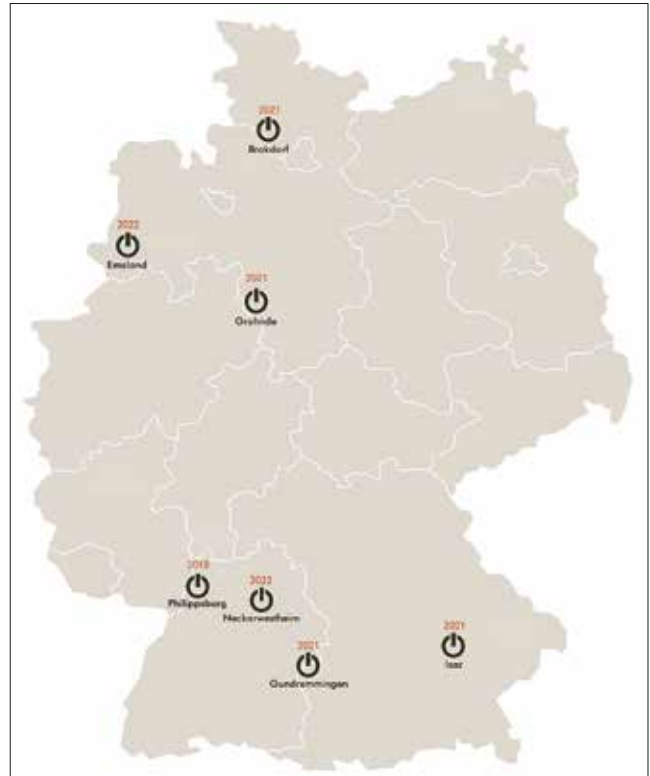 2021
Brokdorf
2022
Emsland
2021
Grohnde
2019
Philippsburg
2022
Neckarwestheim
2021
Gundremmingen
2021
Isar